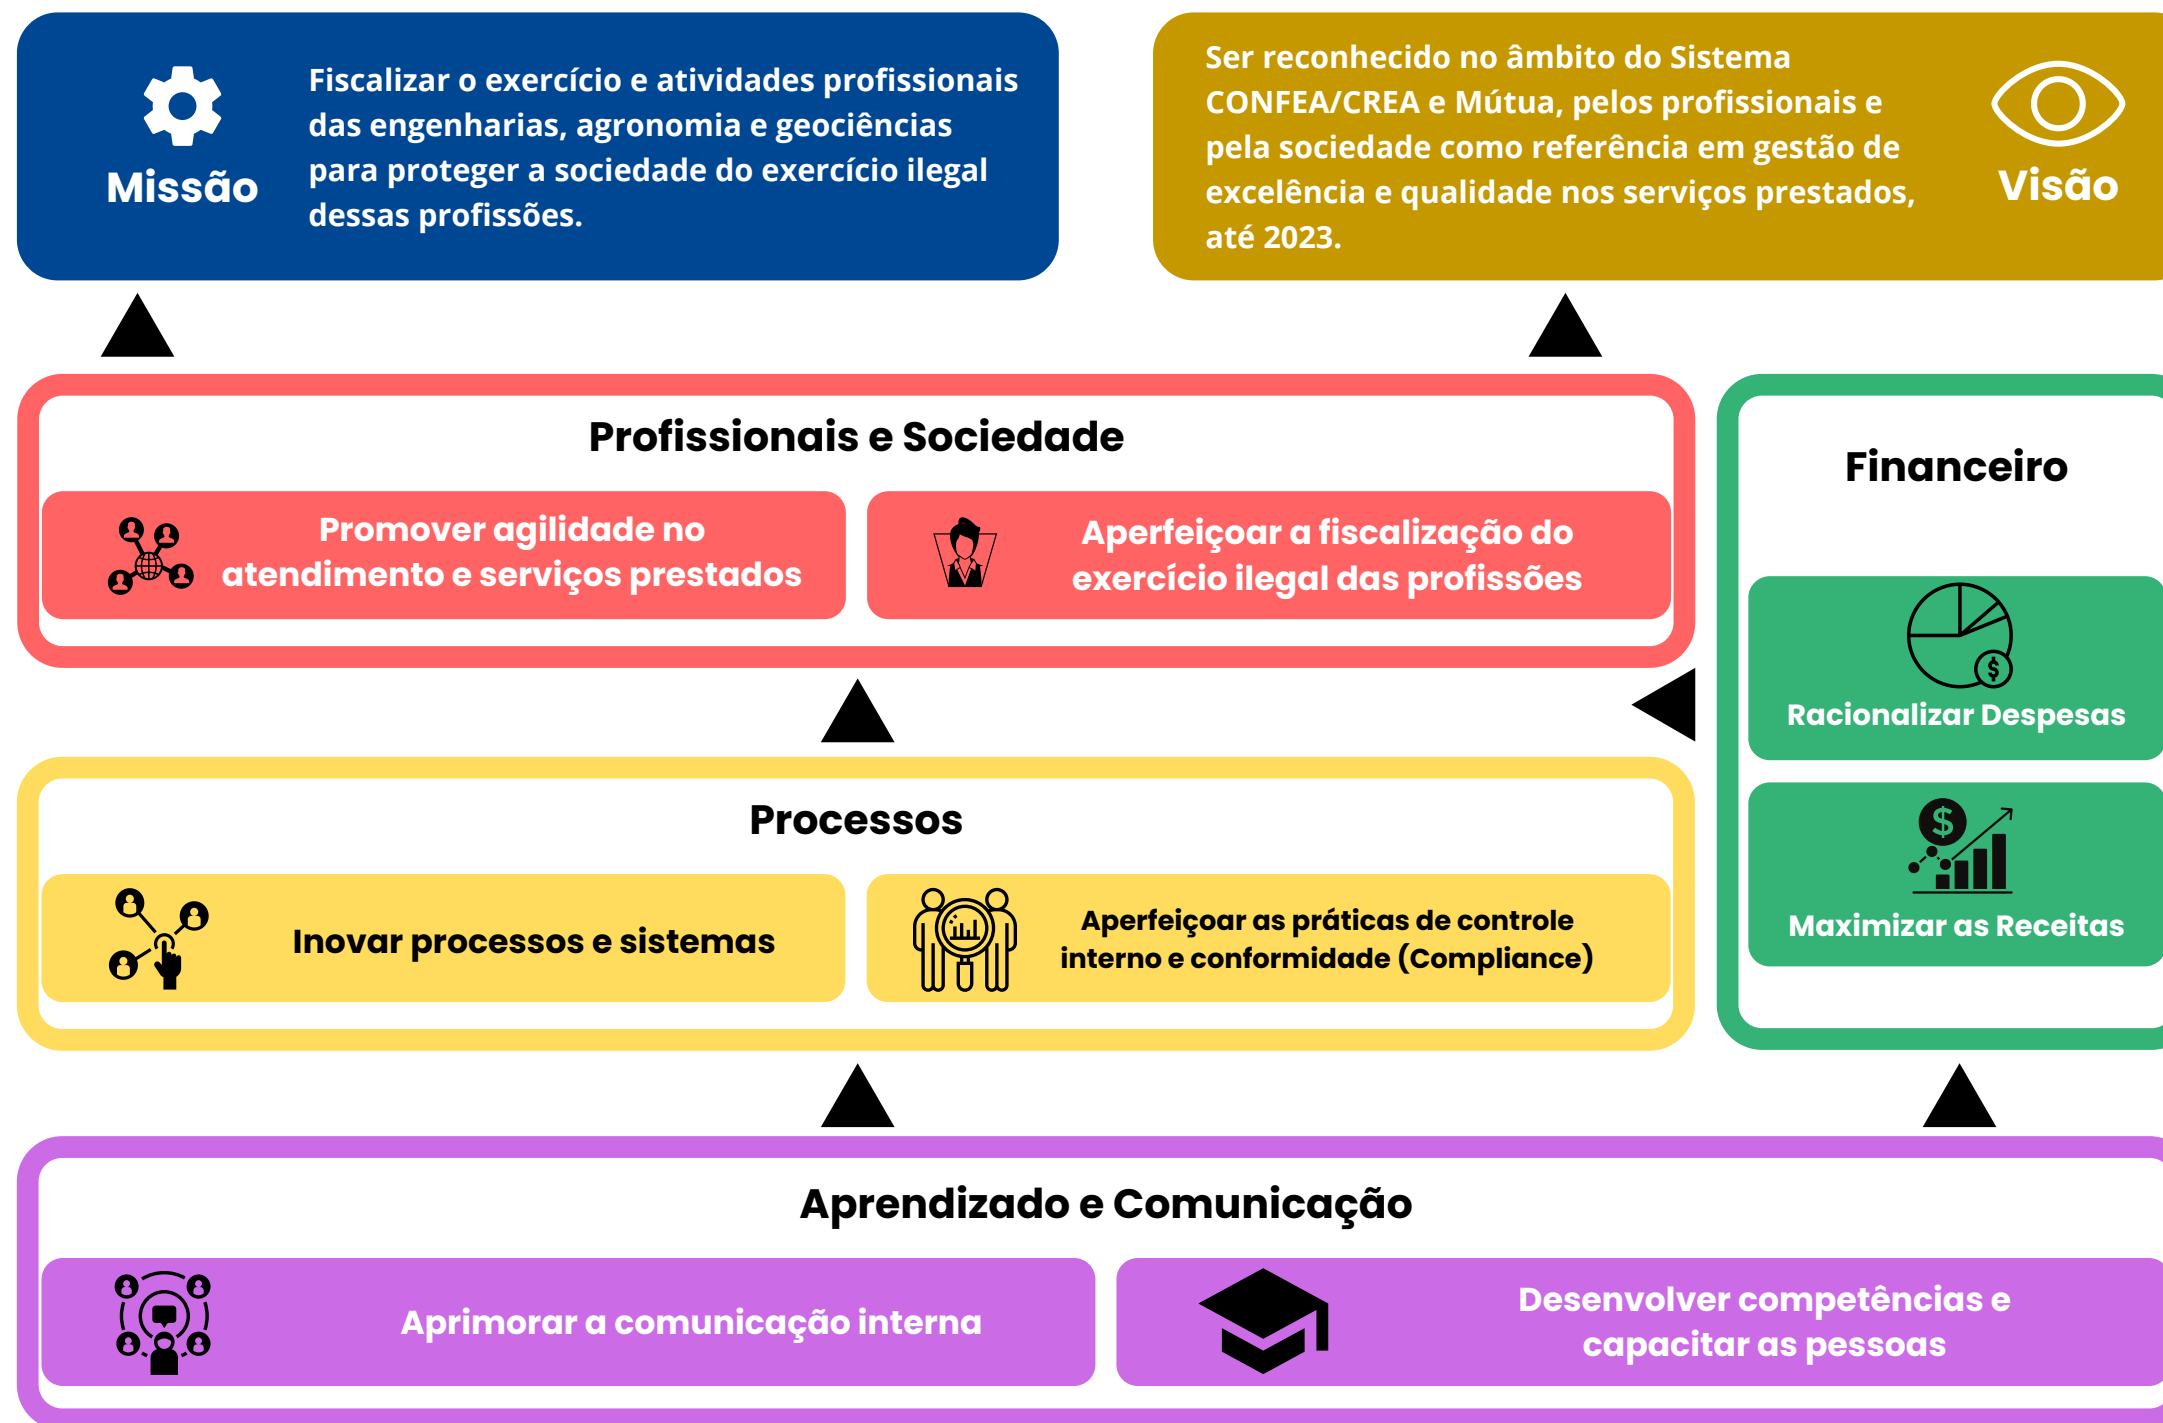 Missão
Fiscalizar o exercício e atividades profissionais
das engenharias, agronomia e geociências
para proteger a sociedade do exercício ilegal
dessas profissões.
Ser reconhecido no âmbito do Sistema
CONFEA/CREA e Mútua, pelos profissionais e
pela sociedade como referência em gestão de
excelência e qualidade nos serviços prestados,
até 2023.
Visão
Profissionais e Sociedade
Promover agilidade no
atendimento e serviços prestados
Aperfeiçoar a fiscalização do
exercício ilegal das profissões
Financeiro
$
Racionalizar Despesas
$
Maximizar as Receitas
Processos
Inovar processos e sistemas
Aperfeiçoar as práticas de controle
interno e conformidade (Compliance)
Aprendizado e Comunicação
Aprimorar a comunicação interna
Desenvolver competências e
capacitar as pessoas